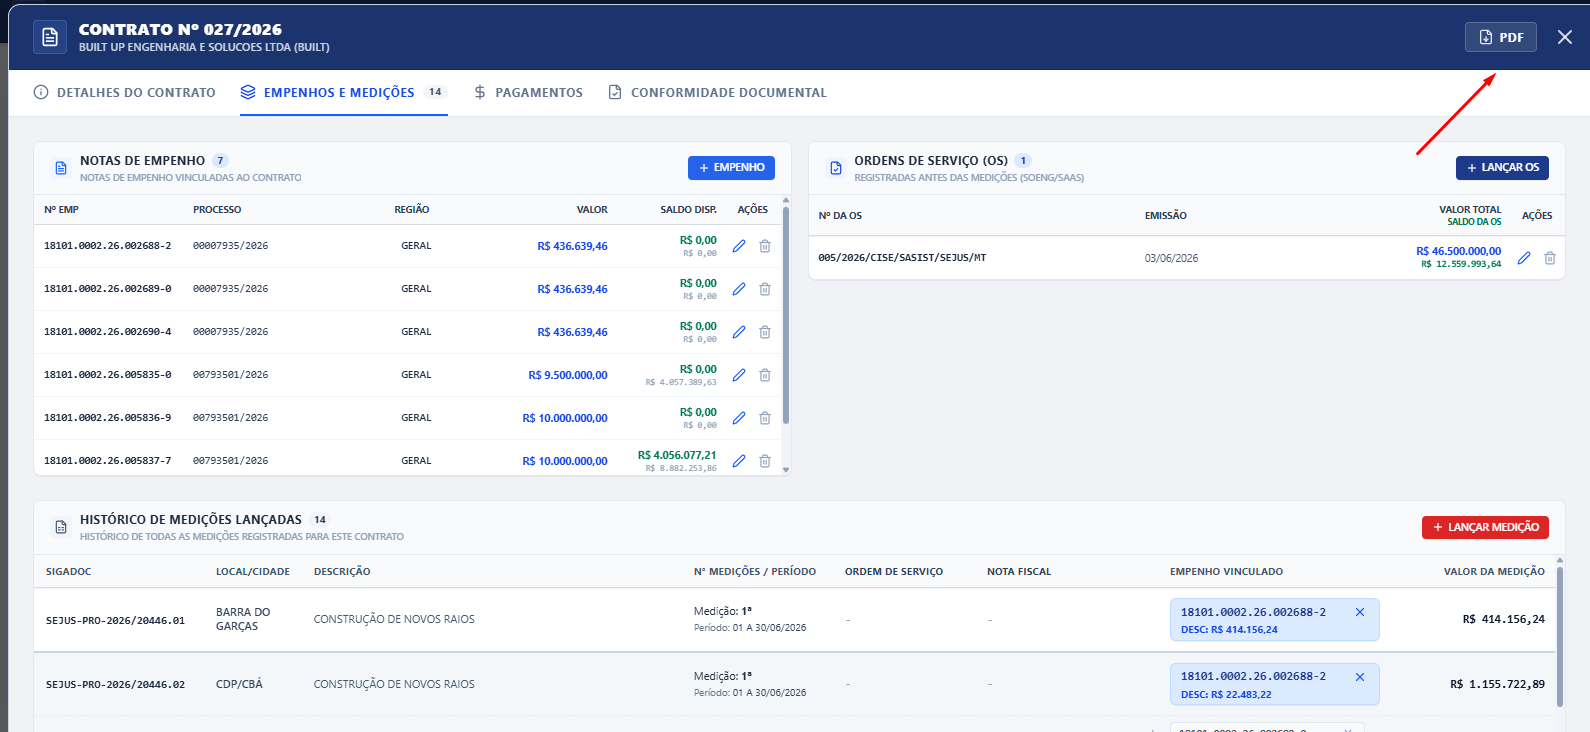 CONTRATO Nº 027/2026
BUILT UP ENGENHARIA E SOLUCOES LTDA (BUILT)
PDF
DETALHES DO CONTRATO
EMPENHOS E MEDIÇÕES 14
PAGAMENTOS
CONFORMIDADE DOCUMENTAL
NOTAS DE EMPENHO 7
NOTAS DE EMPENHO VINCULADAS AO CONTRATO
+ EMPENHO
Nº EMP PROCESSO REGIÃO VALOR SALDO DISP. AÇÕES
18101.0002.26.002688-2 00007935/2026 GERAL R$ 436.639,46 R$ 0,00
R$ 0,00
18101.0002.26.002689-0 00007935/2026 GERAL R$ 436.639,46 R$ 0,00
R$ 0,00
18101.0002.26.002690-4 00007935/2026 GERAL R$ 436.639,46 R$ 0,00
R$ 0,00
18101.0002.26.005835-0 00793501/2026 GERAL R$ 9.500.000,00 R$ 0,00
R$ 4.057.389,63
18101.0002.26.005836-9 00793501/2026 GERAL R$ 10.000.000,00 R$ 0,00
R$ 0,00
18101.0002.26.005837-7 00793501/2026 GERAL R$ 10.000.000,00 R$ 4.056.077,21
R$ 8.882.253,86
ORDENS DE SERVIÇO (OS) 1
REGISTRADAS ANTES DAS MEDIÇÕES (SOENG/SAAS)
+ LANÇAR OS
Nº DA OS EMISSÃO VALOR TOTAL AÇÕES
SALDO DA OS
005/2026/CISE/SASIST/SEJUS/MT 03/06/2026 R$ 46.500.000,00
R$ 12.559.993,64
HISTÓRICO DE MEDIÇÕES LANÇADAS 14
HISTÓRICO DE TODAS AS MEDIÇÕES REGISTRADAS PARA ESTE CONTRATO
+ LANÇAR MEDIÇÃO
SIGADOC LOCAL/CIDADE DESCRIÇÃO N° MEDIÇÕES / PERÍODO ORDEM DE SERVIÇO NOTA FISCAL EMPENHO VINCULADO VALOR DA MEDIÇÃO
SEJUS-PRO-2026/20446.01 BARRA DO GARÇAS CONSTRUÇÃO DE NOVOS RAIOS Medição: 1ª - - 18101.0002.26.002688-2 R$ 414.156,24
Período: 01 A 30/06/2026 DESC: R$ 414.156,24
SEJUS-PRO-2026/20446.02 CDP/CBÁ CONSTRUÇÃO DE NOVOS RAIOS Medição: 1ª - - 18101.0002.26.002688-2 R$ 1.155.722,89
Período: 01 A 30/06/2026 DESC: R$ 22.483,22